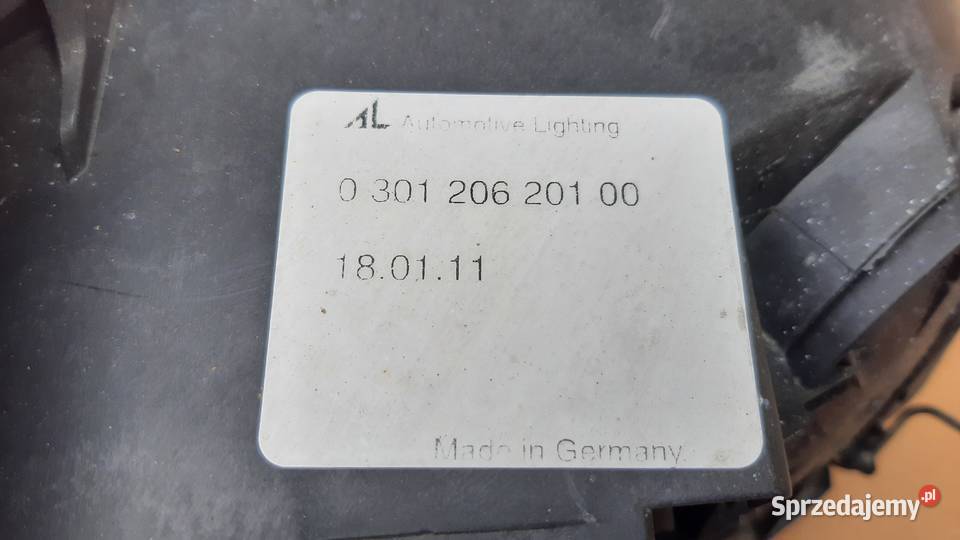 AL Automotive Lighting
0 301 206 201 00
18.01.11
Made in Germany
Sprzedajemy.pl